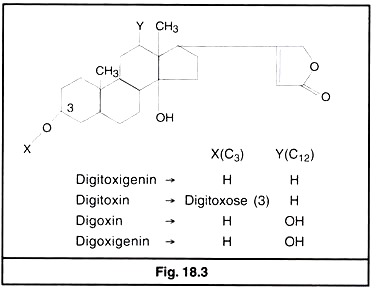 Y CH₃
CH₃
O
O
3
OH
O
X
X(C₃) Y(C₁₂)
Digitoxigenin → H H
Digitoxin → Digitoxose (3) H
Digoxin → H OH
Digoxigenin → H OH
Fig. 18.3